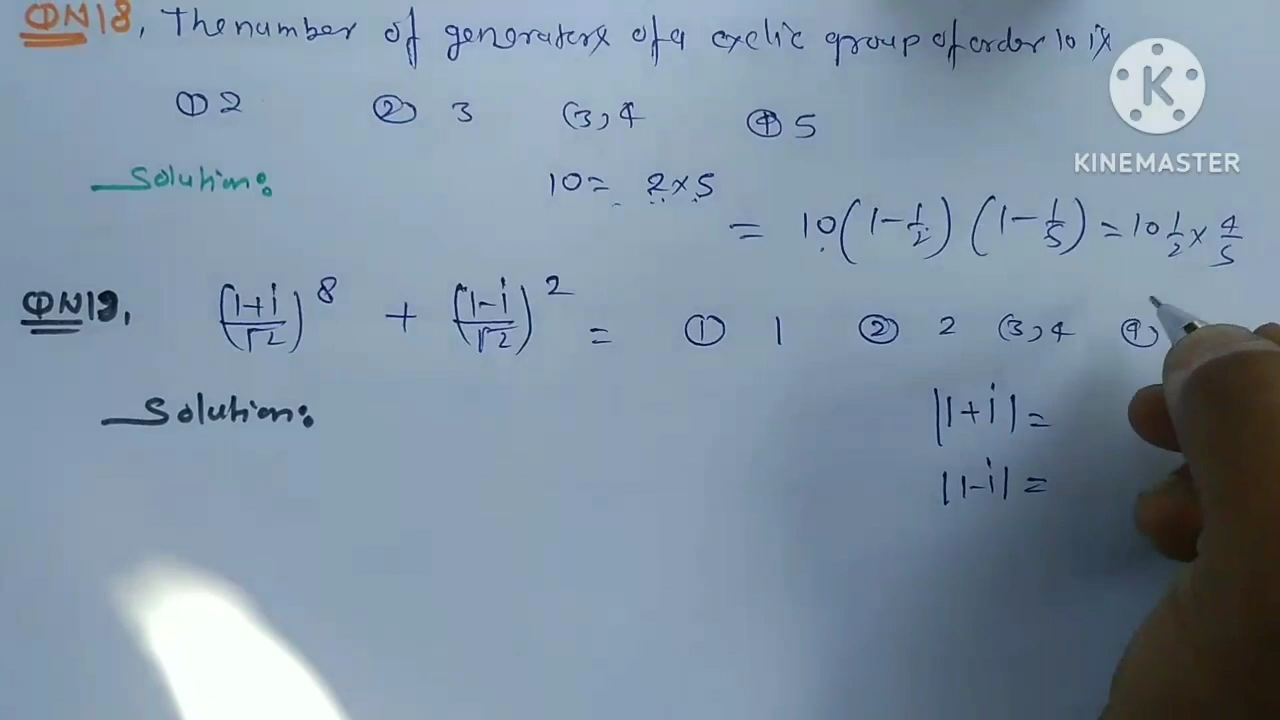 QN18, The number of generators of a cyclic group of order 10 is
① 2 ② 3 (3, 4 ④ 5
Solution: 10 = 2 × 5
= 10 (1 - 1/2) (1 - 1/5) = 10 1/2 × 4/5
QN19, ((1+i)/√2)^8 + ((1-i)/√2)^2 = ① 1 ② 2 (3, 4 ④
Solution:
|1+i| =
|1-i| =
K
KINEMASTER